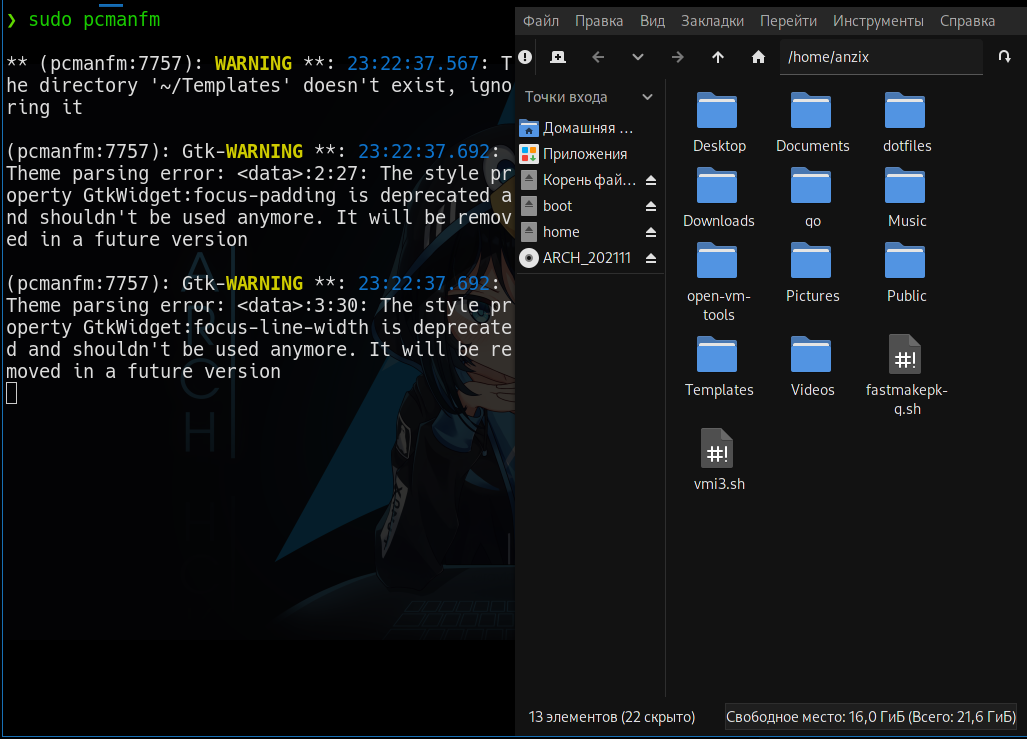 ❯ sudo pcmanfm
** (pcmanfm:7757): WARNING **: 23:22:37.567: T
he directory '~/Templates' doesn't exist, igno
ring it
(pcmanfm:7757): Gtk-WARNING **: 23:22:37.692:
Theme parsing error: <data>:2:27: The style pr
operty GtkWidget:focus-padding is deprecated a
nd shouldn't be used anymore. It will be remov
ed in a future version
(pcmanfm:7757): Gtk-WARNING **: 23:22:37.692:
Theme parsing error: <data>:3:30: The style pr
operty GtkWidget:focus-line-width is deprecate
d and shouldn't be used anymore. It will be re
moved in a future version
ARCH
Файл Правка Вид Закладки Перейти Инструменты Справка
/home/anzix
Точки входа
Домашняя ...
Приложения
Корень фай...
boot
home
ARCH_202111
Desktop Documents dotfiles
Downloads go Music
open-vm-
tools
Pictures Public
Templates Videos fastmakepk-
g.sh
vmi3.sh
13 элементов (22 скрыто)
Свободное место: 16,0 ГиБ (Всего: 21,6 ГиБ)